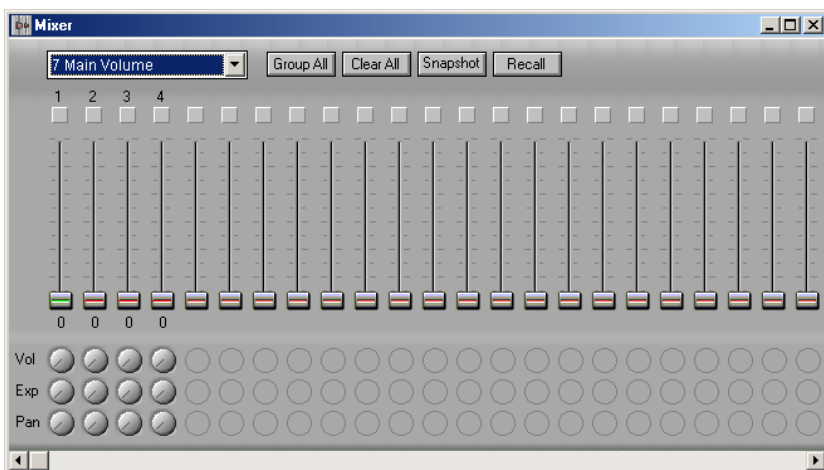 Mixer
7 Main Volume
Group All
Clear All
Snapshot
Recall
1 2 3 4
0 0 0 0
Vol
Exp
Pan